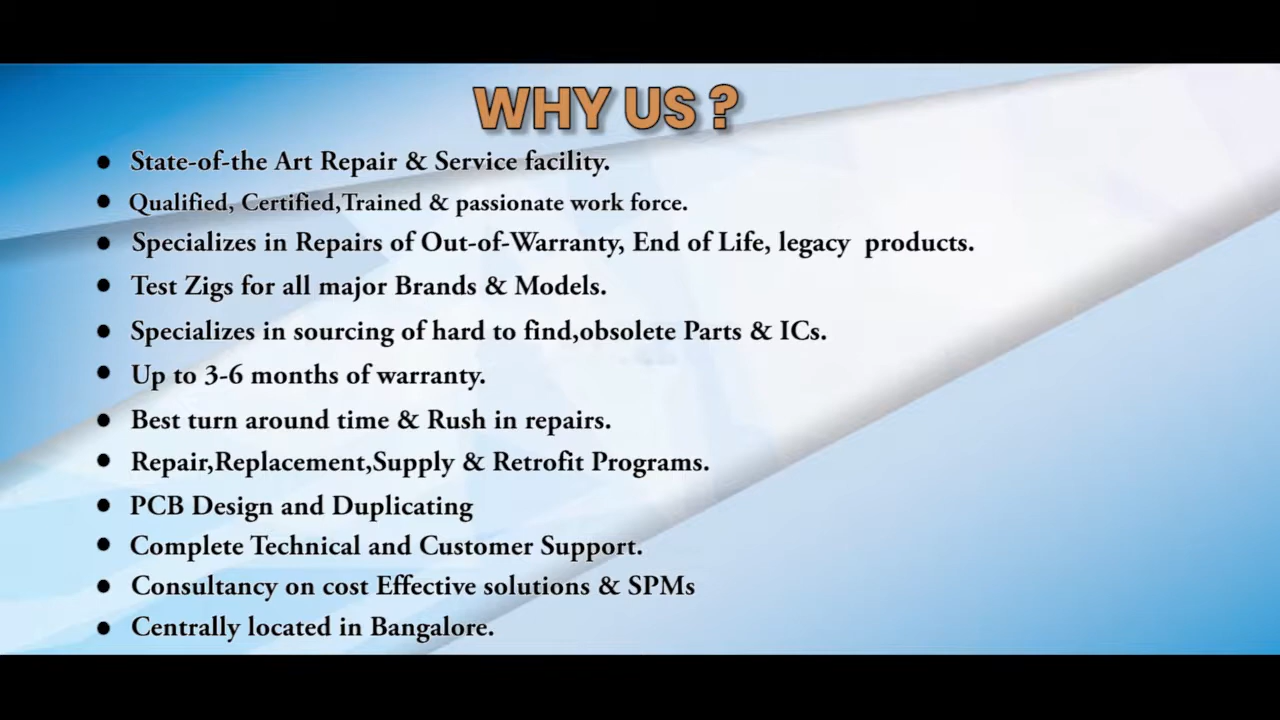 WHY US ?
● State-of-the Art Repair & Service facility.
● Qualified, Certified,Trained & passionate work force.
● Specializes in Repairs of Out-of-Warranty, End of Life, legacy products.
● Test Zigs for all major Brands & Models.
● Specializes in sourcing of hard to find,obsolete Parts & ICs.
● Up to 3-6 months of warranty.
● Best turn around time & Rush in repairs.
● Repair,Replacement,Supply & Retrofit Programs.
● PCB Design and Duplicating
● Complete Technical and Customer Support.
● Consultancy on cost Effective solutions & SPMs
● Centrally located in Bangalore.